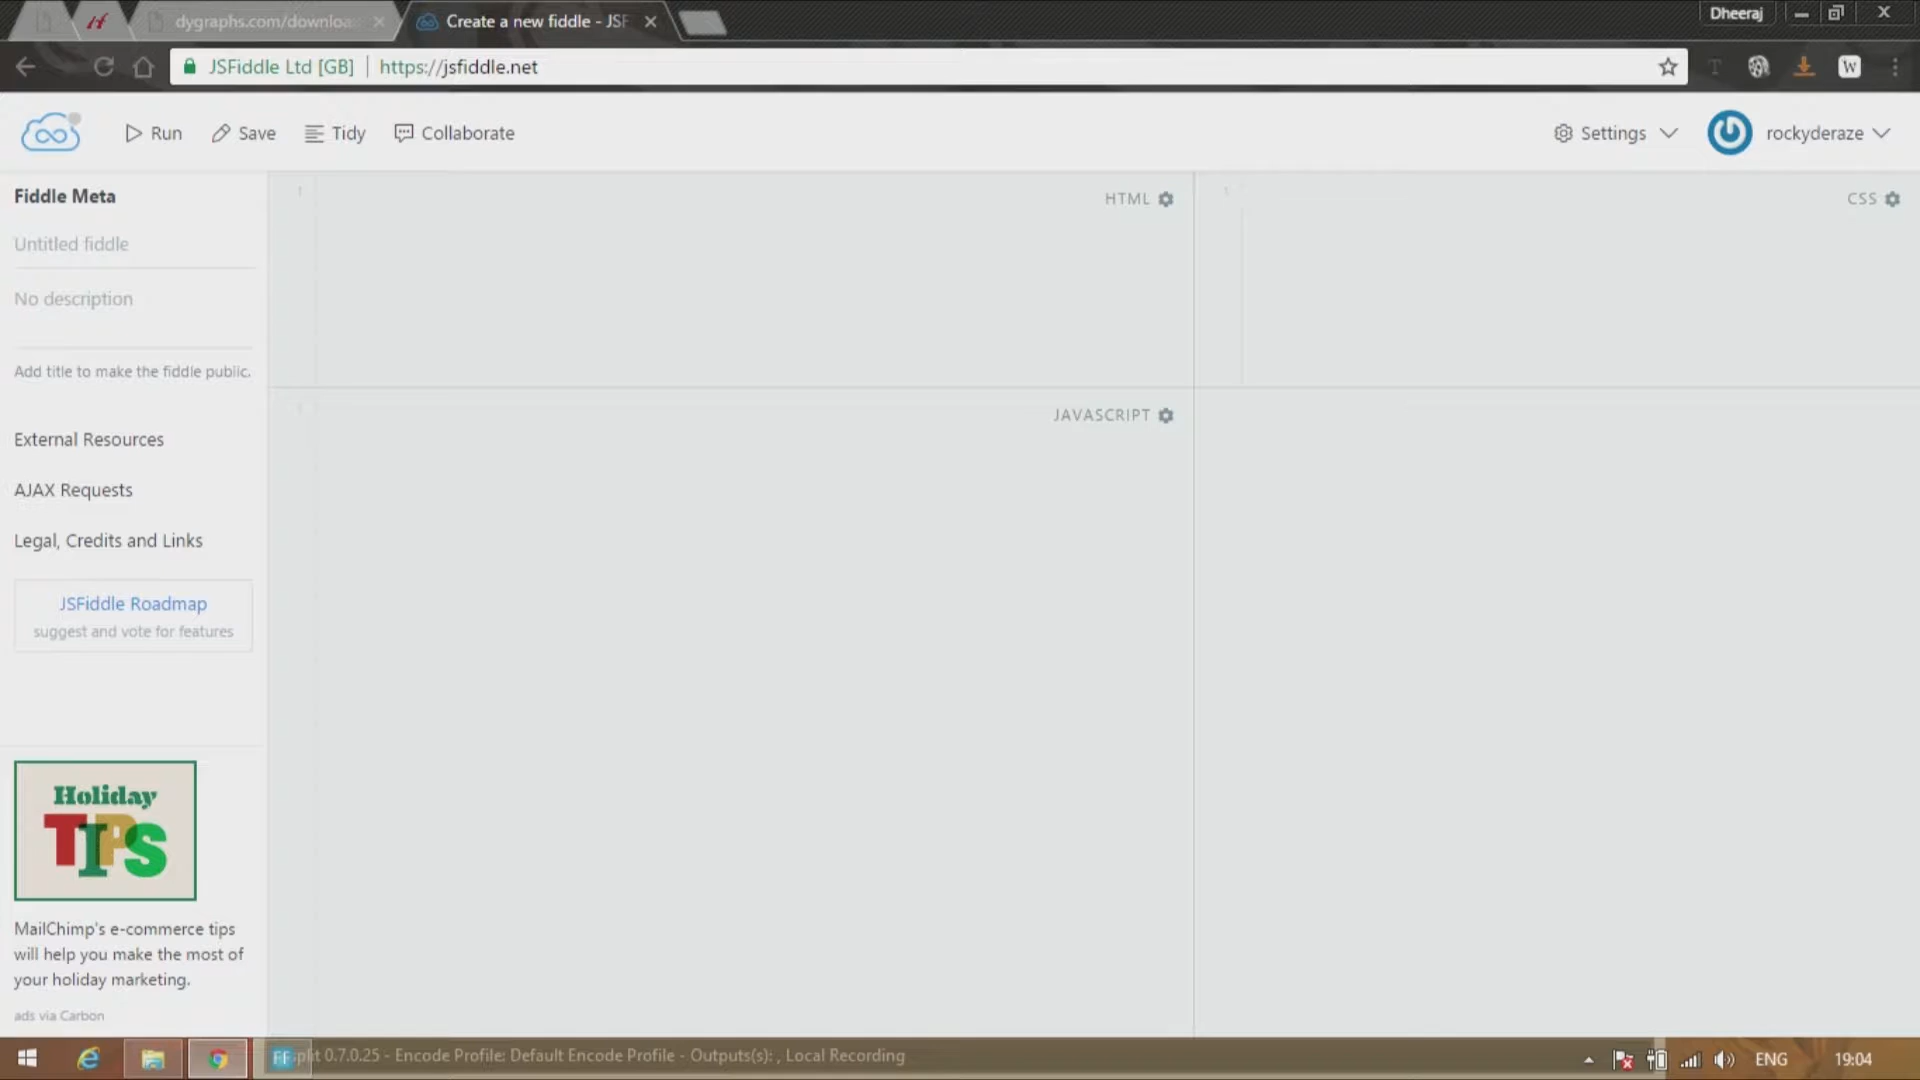 dygraphs.com/downloa
Create a new fiddle - JSF
Dheeraj
JSFiddle Ltd [GB]
https://jsfiddle.net
T
W
Run
Save
Tidy
Collaborate
Settings
rockyderaze
Fiddle Meta
Untitled fiddle
No description
Add title to make the fiddle public.
External Resources
AJAX Requests
Legal, Credits and Links
JSFiddle Roadmap
suggest and vote for features
1
HTML
1
CSS
JAVASCRIPT
Holiday
TIPS
MailChimp's e-commerce tips
will help you make the most of
your holiday marketing.
ads via Carbon
FF split 0.7.0.25 - Encode Profile: Default Encode Profile - Outputs(s): , Local Recording
ENG
19:04